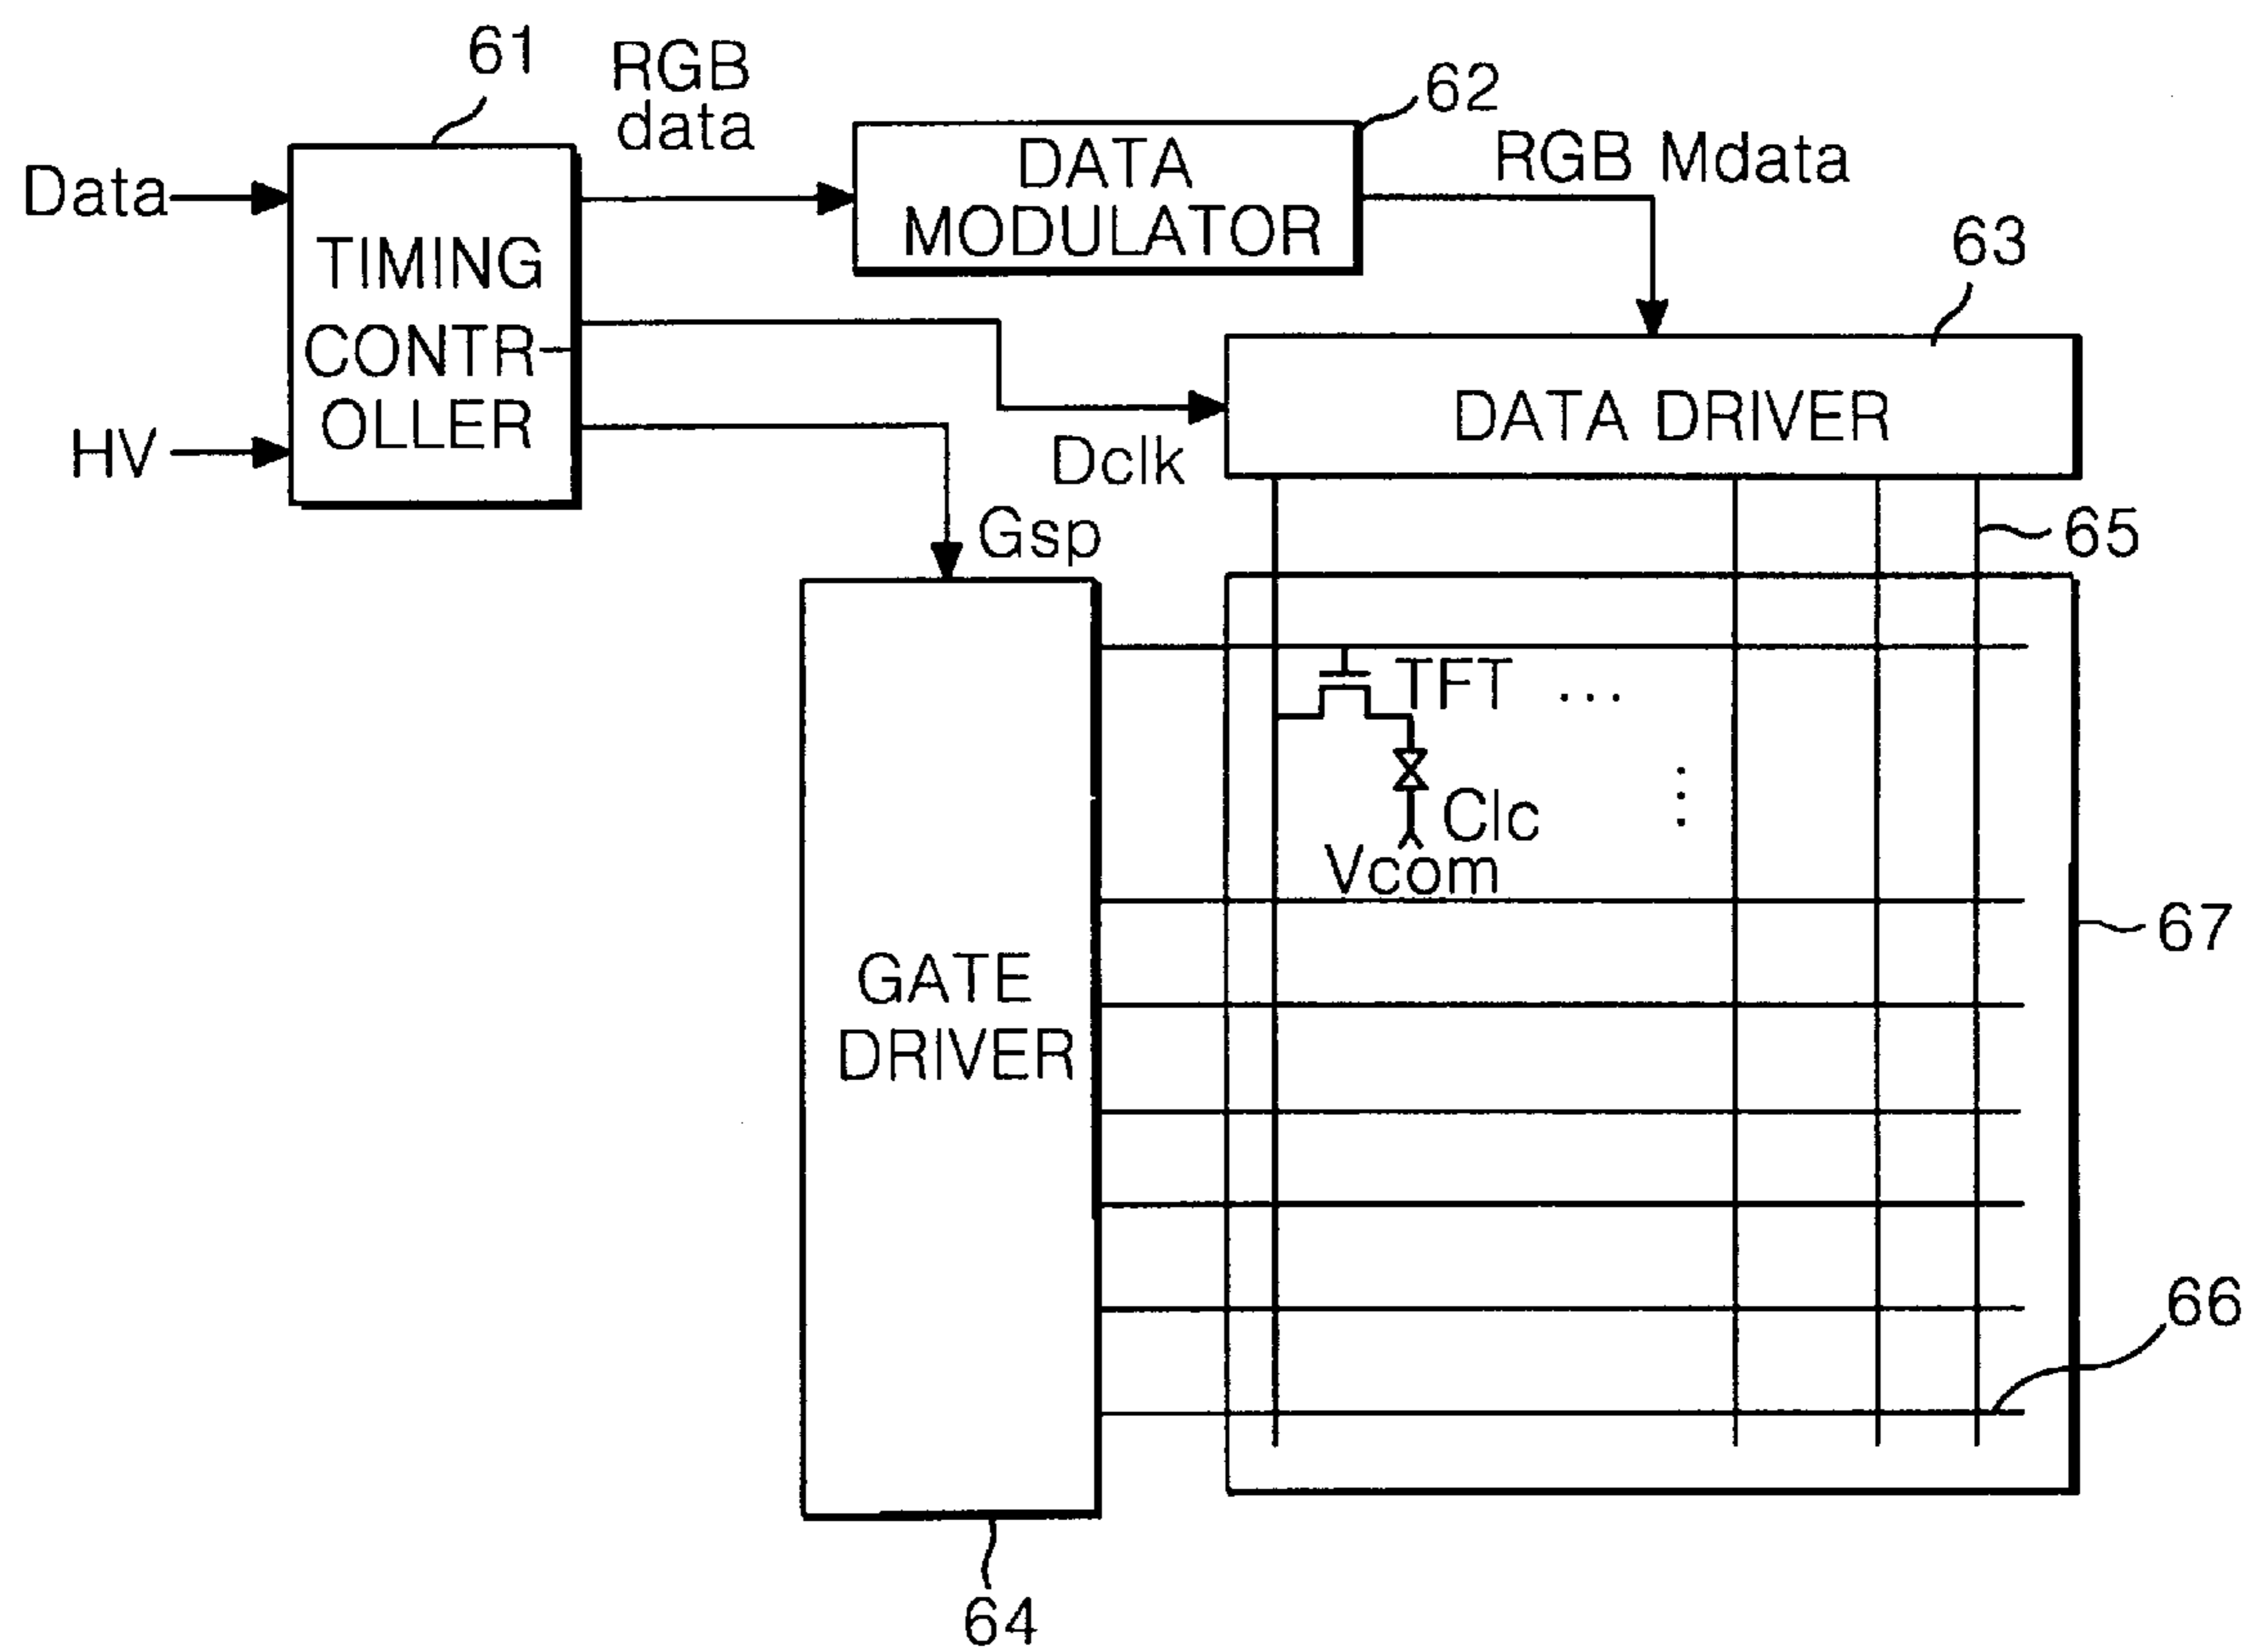 61
RGB
data
62
RGB Mdata
Data
DATA
MODULATOR
63
TIMING
CONTR-
OLLER
HV
Dclk
DATA DRIVER
Gsp
65
TFT ...
Clc
Vcom
67
GATE
DRIVER
66
64